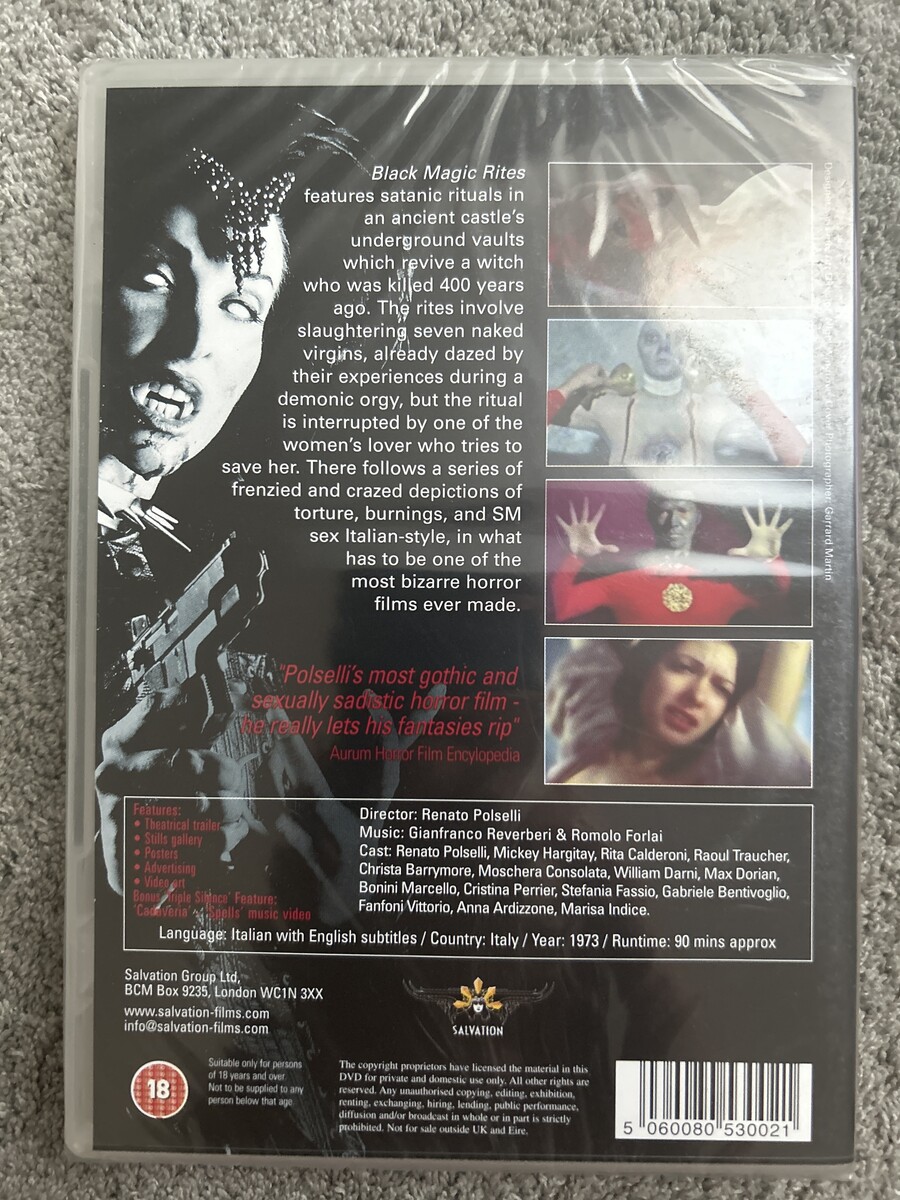 Black Magic Rites
features satanic rituals in
an ancient castle's
underground vaults
which revive a witch
who was killed 400 years
ago. The rites involve
slaughtering seven naked
virgins, already dazed by
their experiences during a
demonic orgy, but the ritual
is interrupted by one of the
women's lover who tries to
save her. There follows a series of
frenzied and crazed depictions of
torture, burnings, and SM
sex Italian-style, in what
has to be one of the
most bizarre horror
films ever made.
"Polselli's most gothic and
sexually sadistic horror film -
he really lets his fantasies rip"
Aurum Horror Film Encylopedia
Photographer: Garrard Martin
Features:
• Theatrical trailer
• Stills gallery
• Posters
• Advertising
• Video art
Bonus 'Triple Silence' Feature:
'Cadaveria' - 'Spells' music video
Director: Renato Polselli
Music: Gianfranco Reverberi & Romolo Forlai
Cast: Renato Polselli, Mickey Hargitay, Rita Calderoni, Raoul Traucher,
Christa Barrymore, Moschera Consolata, William Darni, Max Dorian,
Bonini Marcello, Cristina Perrier, Stefania Fassio, Gabriele Bentivoglio,
Fanfoni Vittorio, Anna Ardizzone, Marisa Indice.
Language: Italian with English subtitles / Country: Italy / Year: 1973 / Runtime: 90 mins approx
Salvation Group Ltd,
BCM Box 9235, London WC1N 3XX
www.salvation-films.com
info@salvation-films.com
SALVATION
18
Suitable only for persons
of 18 years and over.
Not to be supplied to any
person below that age
The copyright proprietors have licensed the material in this
DVD for private and domestic use only. All other rights are
reserved. Any unauthorised copying, editing, exhibition,
renting, exchanging, hiring, lending, public performance,
diffusion and/or broadcast in whole or in part is strictly
prohibited. Not for sale outside UK and Eire.
5 060080 530021